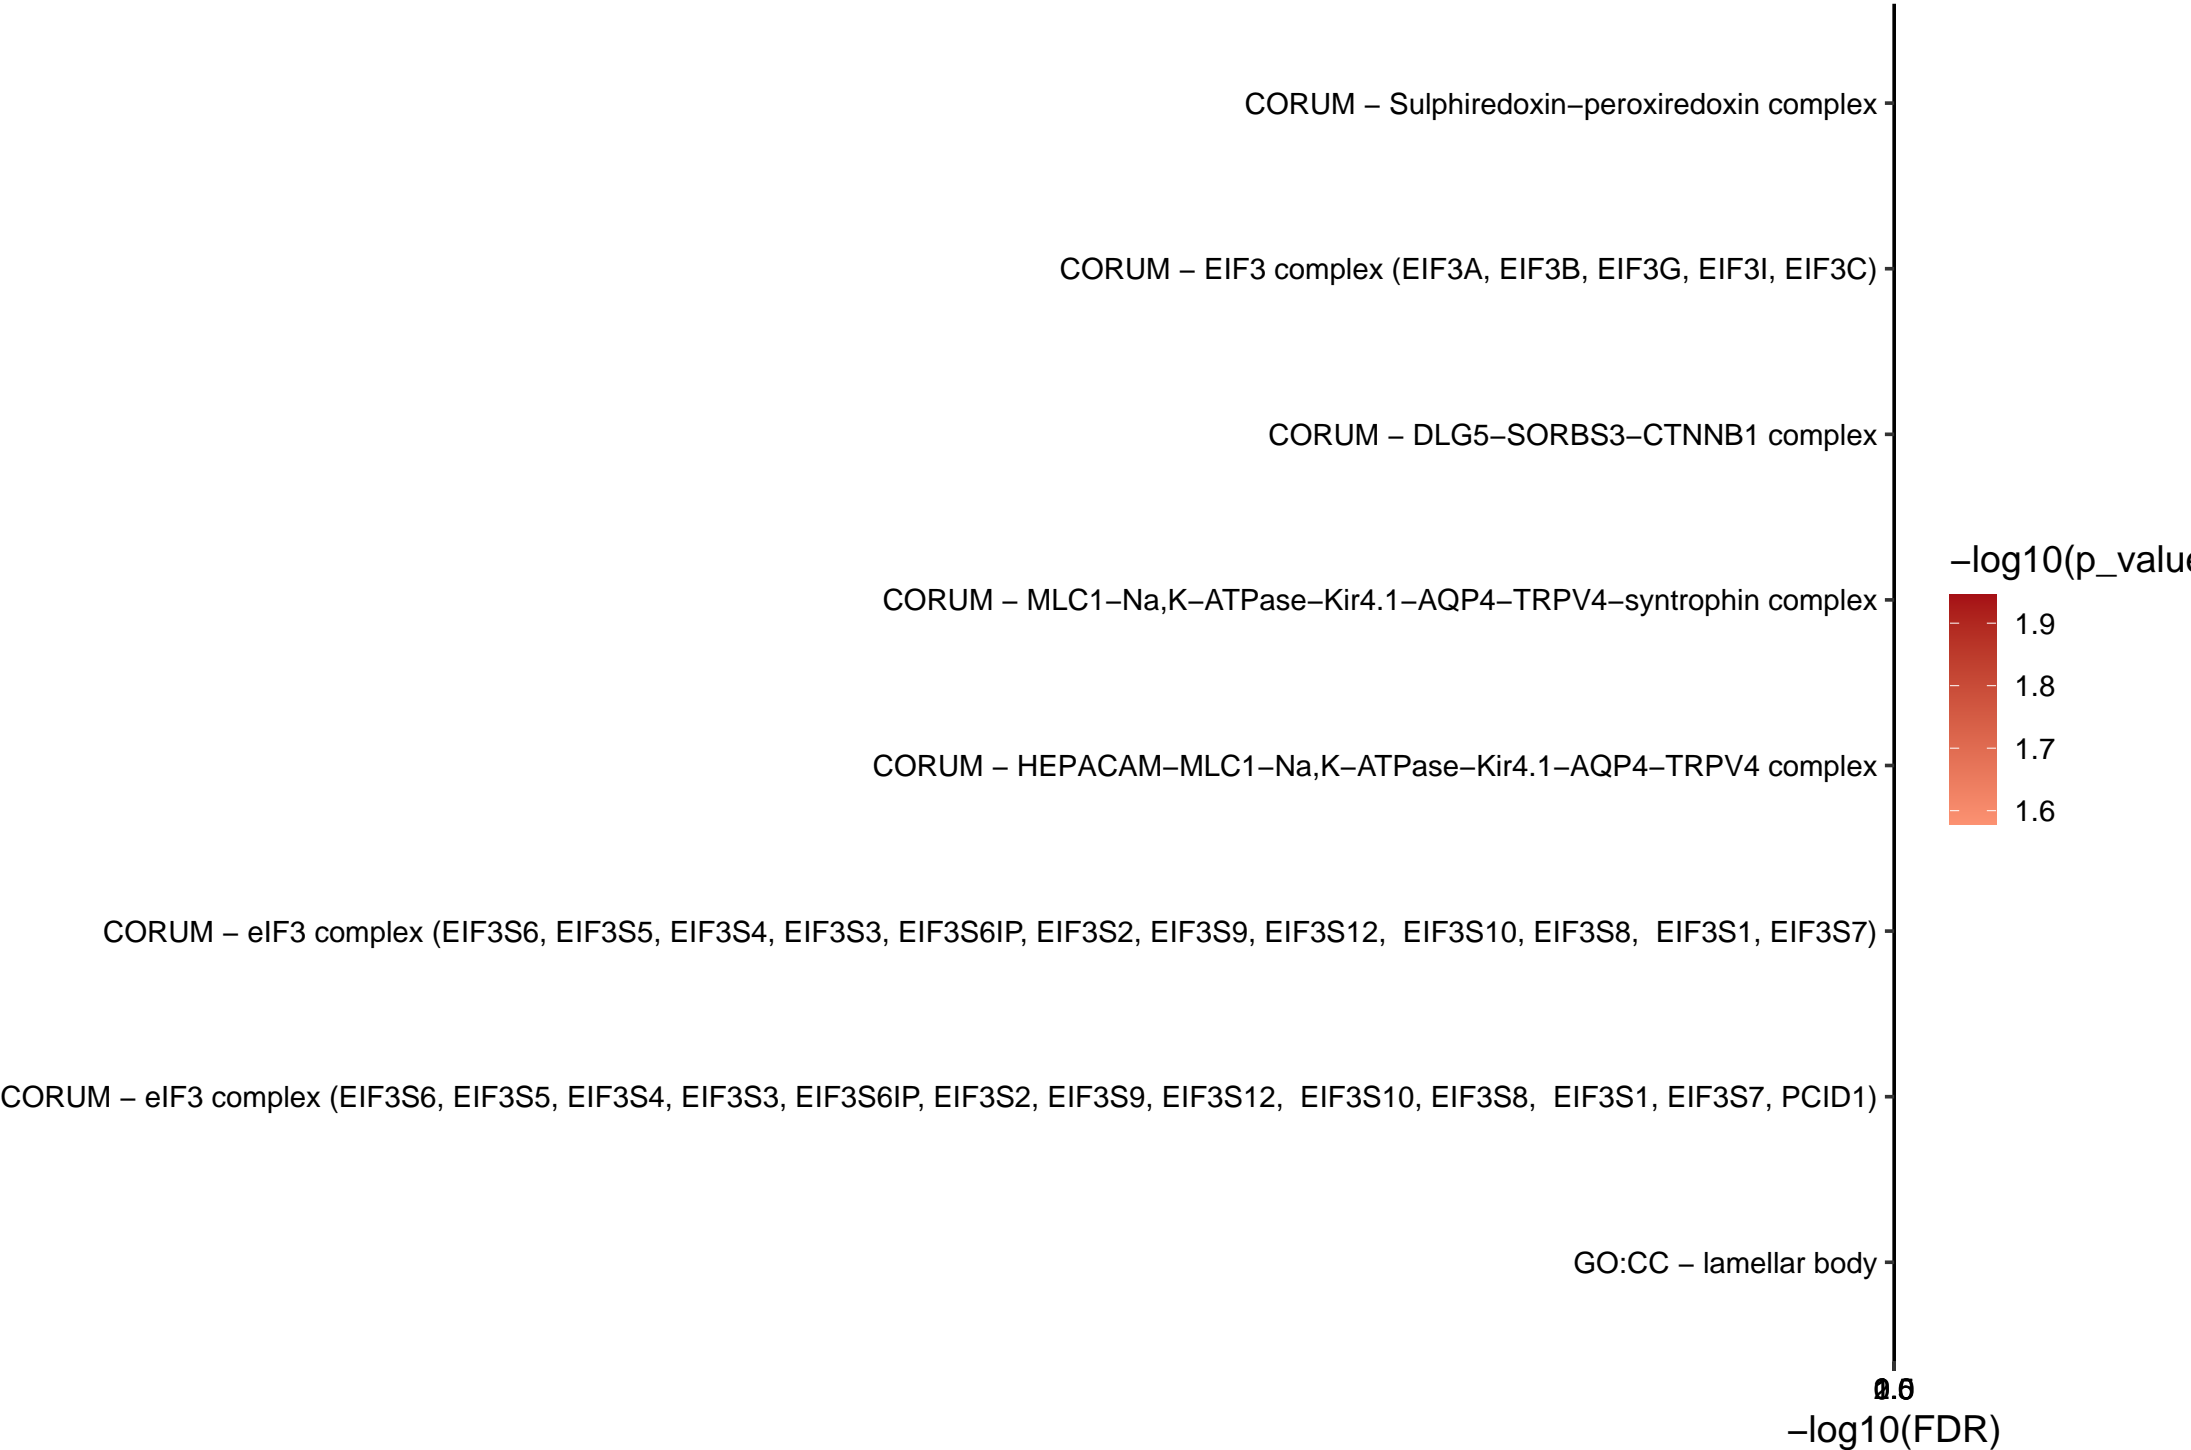 CORUM − Sulphiredoxin−peroxiredoxin complex
CORUM − EIF3 complex (EIF3A, EIF3B, EIF3G, EIF3I, EIF3C)
CORUM − DLG5−SORBS3−CTNNB1 complex
CORUM − MLC1−Na,K−ATPase−Kir4.1−AQP4−TRPV4−syntrophin complex
CORUM − HEPACAM−MLC1−Na,K−ATPase−Kir4.1−AQP4−TRPV4 complex
CORUM − eIF3 complex (EIF3S6, EIF3S5, EIF3S4, EIF3S3, EIF3S6IP, EIF3S2, EIF3S9, EIF3S12,  EIF3S10, EIF3S8,  EIF3S1, EIF3S7)
CORUM − eIF3 complex (EIF3S6, EIF3S5, EIF3S4, EIF3S3, EIF3S6IP, EIF3S2, EIF3S9, EIF3S12,  EIF3S10, EIF3S8,  EIF3S1, EIF3S7, PCID1)
GO:CC − lamellar body
−log10(FDR)
−log10(p_value
1.9
1.8
1.7
1.6